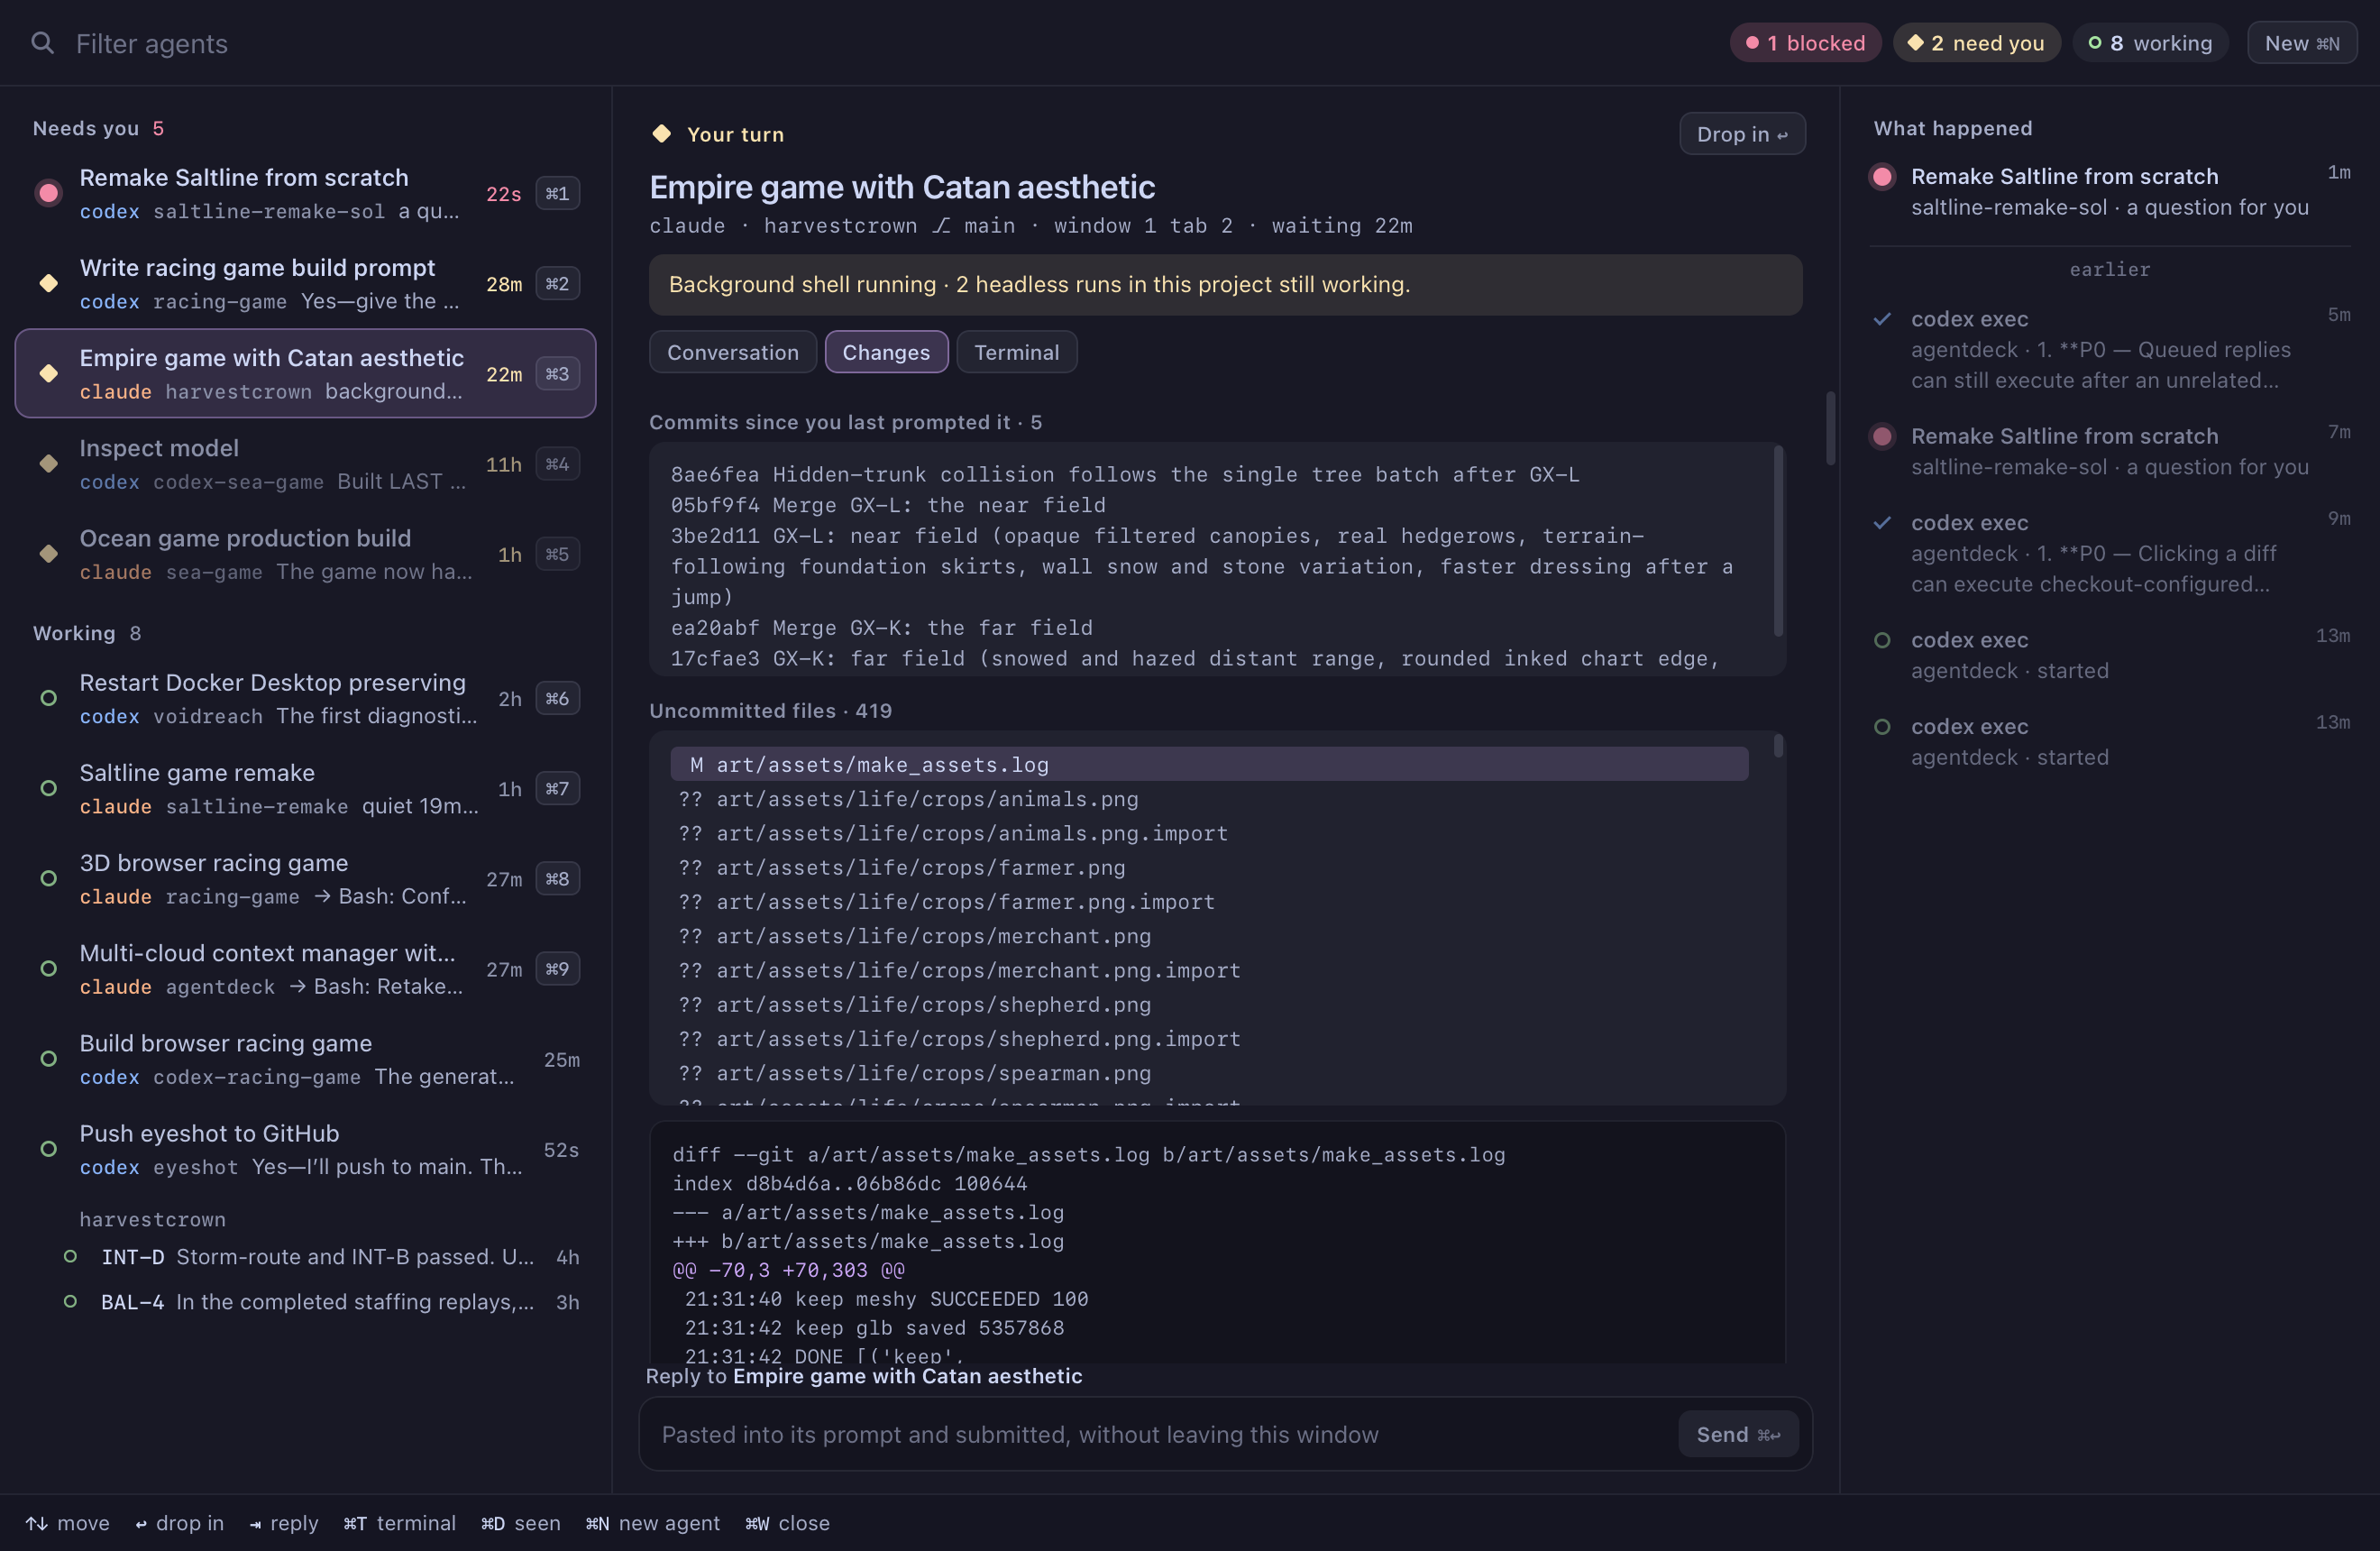 Filter agents
1 blocked
2 need you
8 working
New ⌘N
Needs you 5
Remake Saltline from scratch
codex saltline-remake-sol a qu...
22s ⌘1
Write racing game build prompt
codex racing-game Yes—give the ...
28m ⌘2
Empire game with Catan aesthetic
claude harvestcrown background...
22m ⌘3
Inspect model
codex codex-sea-game Built LAST ...
11h ⌘4
Ocean game production build
claude sea-game The game now ha...
1h ⌘5
Working 8
Restart Docker Desktop preserving
codex voidreach The first diagnosti...
2h ⌘6
Saltline game remake
claude saltline-remake quiet 19m...
1h ⌘7
3D browser racing game
claude racing-game → Bash: Conf...
27m ⌘8
Multi-cloud context manager wit...
claude agentdeck → Bash: Retake...
27m ⌘9
Build browser racing game
codex codex-racing-game The generat...
25m
Push eyeshot to GitHub
codex eyeshot Yes—I'll push to main. Th...
52s
harvestcrown
INT-D Storm-route and INT-B passed. U... 4h
BAL-4 In the completed staffing replays,... 3h
Your turn
Drop in ↩
Empire game with Catan aesthetic
claude · harvestcrown ⌥ main · window 1 tab 2 · waiting 22m
Background shell running · 2 headless runs in this project still working.
Conversation
Changes
Terminal
Commits since you last prompted it · 5
8ae6fea Hidden-trunk collision follows the single tree batch after GX-L
05bf9f4 Merge GX-L: the near field
3be2d11 GX-L: near field (opaque filtered canopies, real hedgerows, terrain-
following foundation skirts, wall snow and stone variation, faster dressing after a
jump)
ea20abf Merge GX-K: the far field
17cfae3 GX-K: far field (snowed and hazed distant range, rounded inked chart edge,
Uncommitted files · 419
M art/assets/make_assets.log
?? art/assets/life/crops/animals.png
?? art/assets/life/crops/animals.png.import
?? art/assets/life/crops/farmer.png
?? art/assets/life/crops/farmer.png.import
?? art/assets/life/crops/merchant.png
?? art/assets/life/crops/merchant.png.import
?? art/assets/life/crops/shepherd.png
?? art/assets/life/crops/shepherd.png.import
?? art/assets/life/crops/spearman.png
?? art/assets/life/crops/spearman.png.import
diff --git a/art/assets/make_assets.log b/art/assets/make_assets.log
index d8b4d6a..06b86dc 100644
--- a/art/assets/make_assets.log
+++ b/art/assets/make_assets.log
@@ -70,3 +70,303 @@
21:31:40 keep meshy SUCCEEDED 100
21:31:42 keep glb saved 5357868
21:31:42 DONE [('keep',
Reply to Empire game with Catan aesthetic
Pasted into its prompt and submitted, without leaving this window
Send ⌘↩
What happened
Remake Saltline from scratch 1m
saltline-remake-sol · a question for you
earlier
codex exec 5m
agentdeck · 1. **P0 — Queued replies
can still execute after an unrelated...
Remake Saltline from scratch 7m
saltline-remake-sol · a question for you
codex exec 9m
agentdeck · 1. **P0 — Clicking a diff
can execute checkout-configured...
codex exec 13m
agentdeck · started
codex exec 13m
agentdeck · started
↑↓ move ↩ drop in ⇥ reply ⌘T terminal ⌘D seen ⌘N new agent ⌘W close